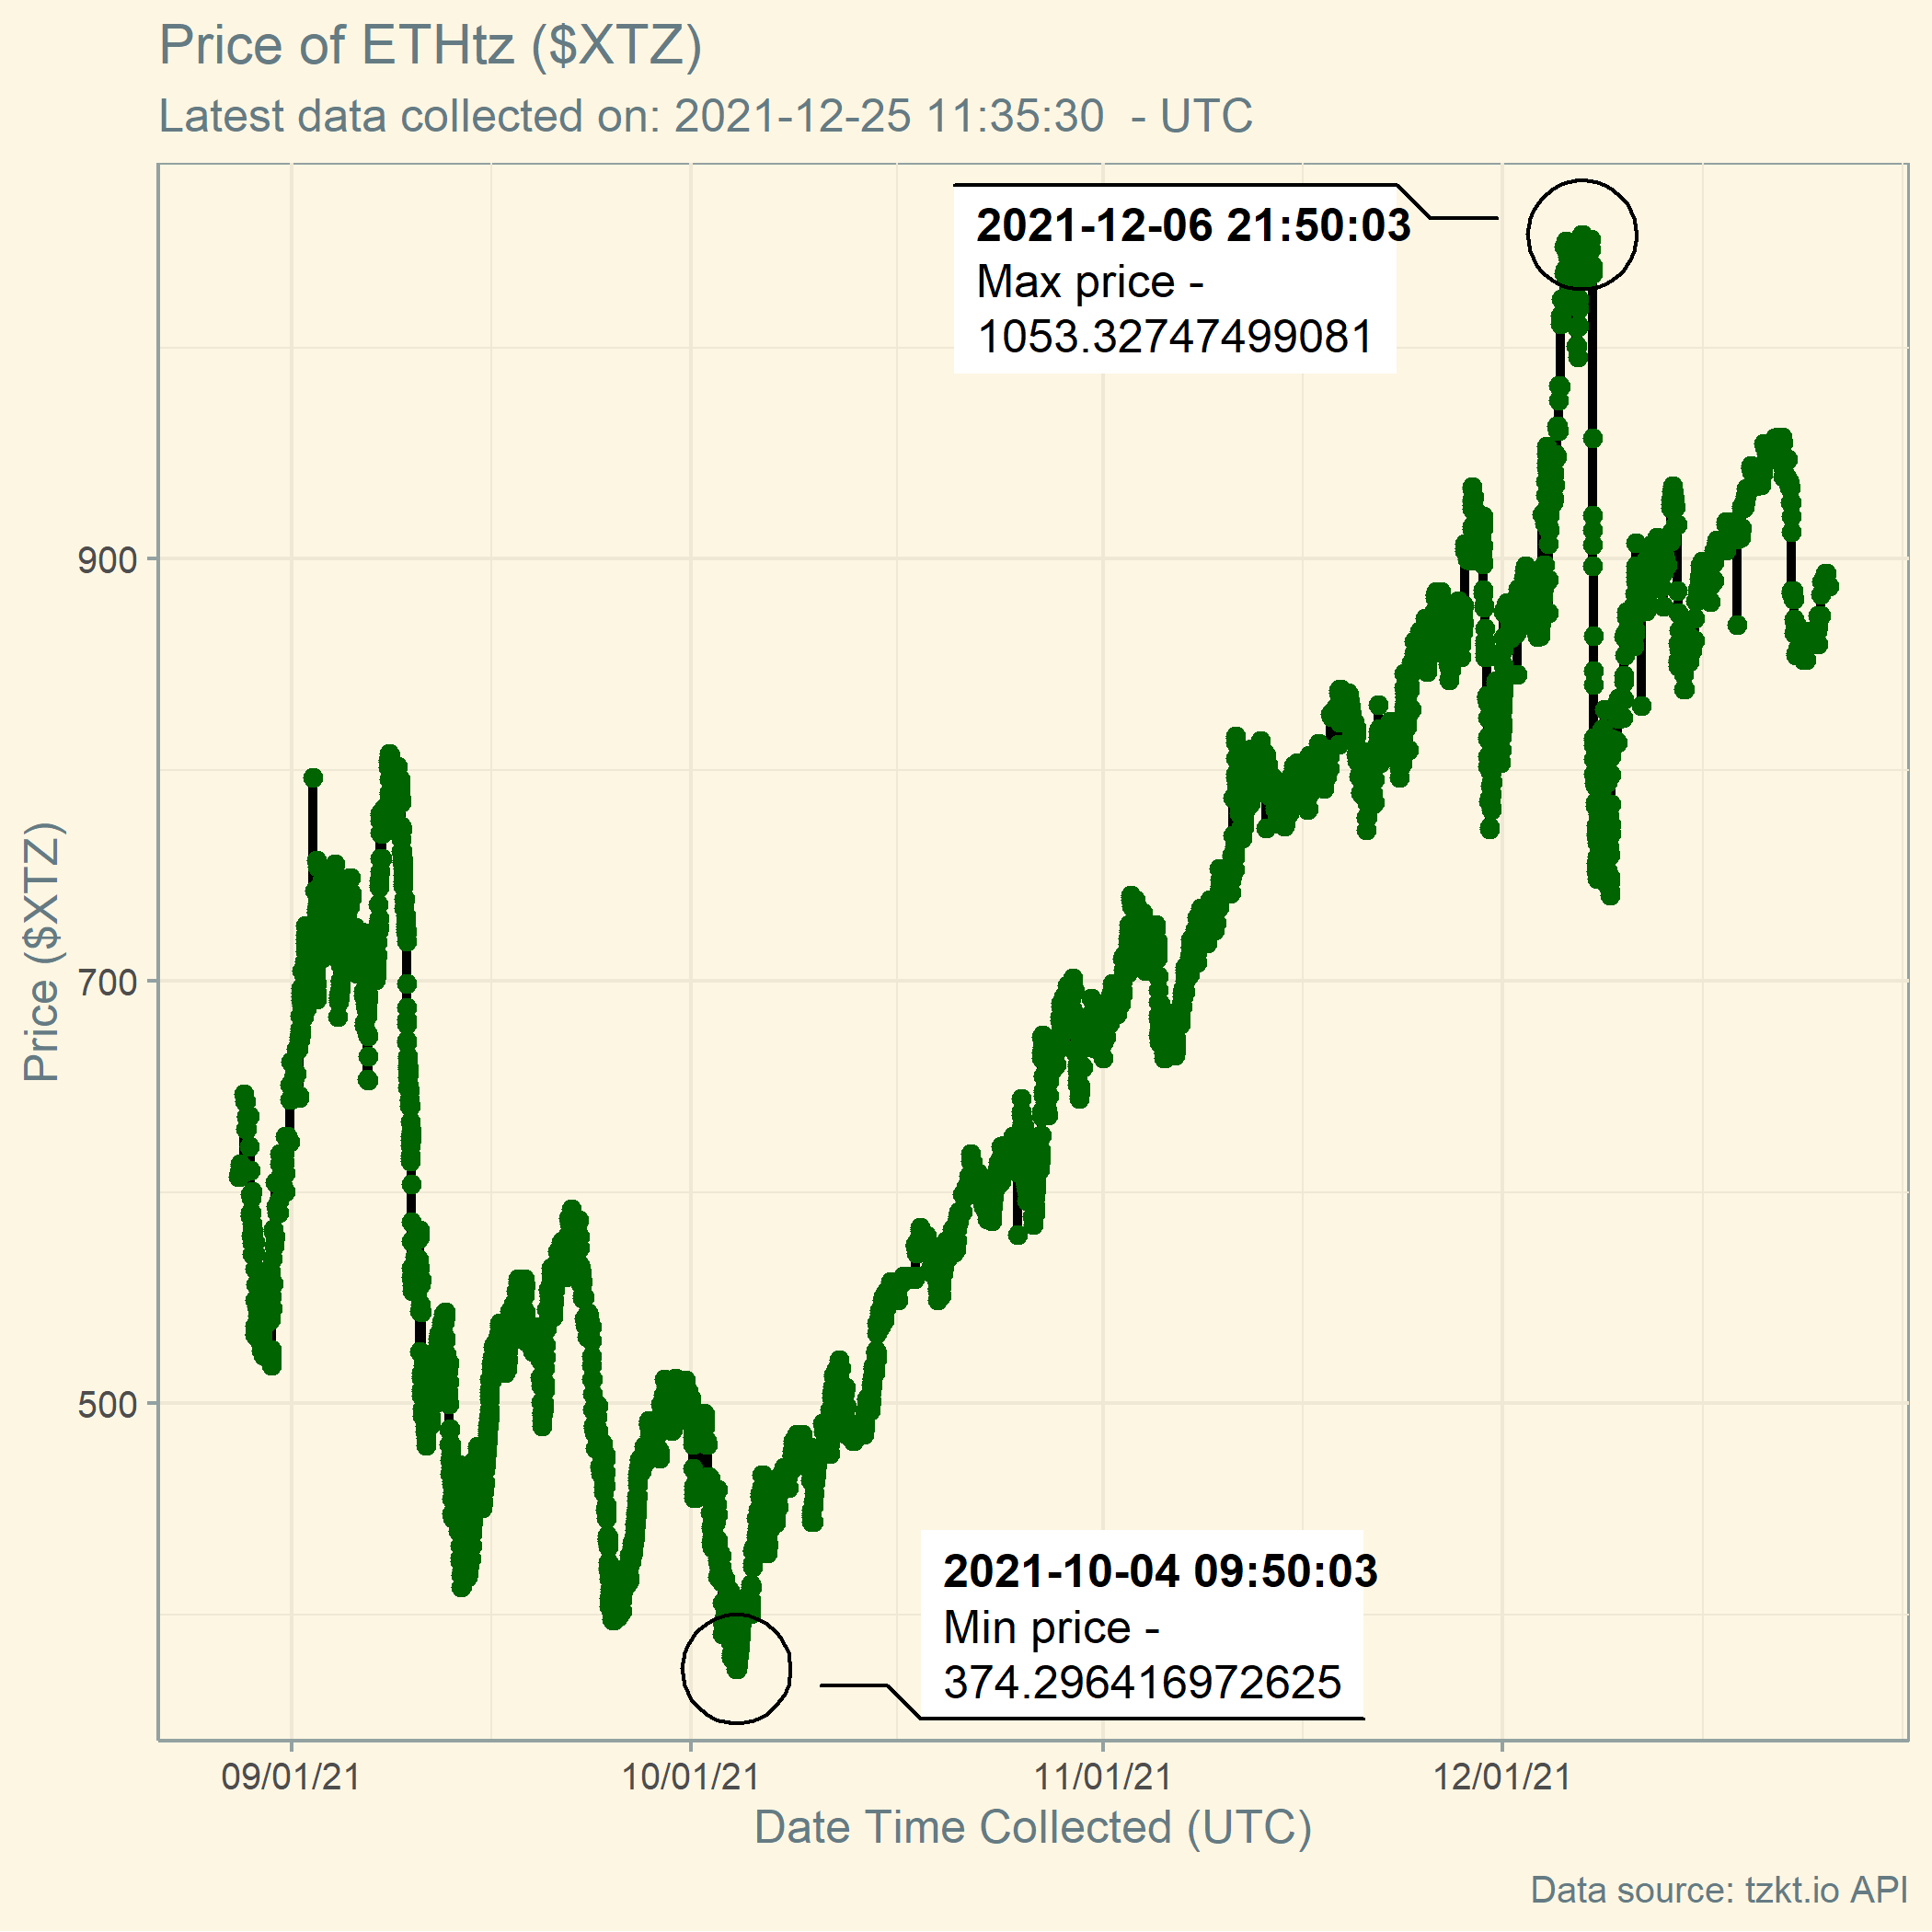 Price of ETHtz ($XTZ)
Latest data collected on: 2021-12-25 11:35:30  - UTC
2021-12-06 21:50:03
Max price -
1053.32747499081
900
700
500
Price ($XTZ)
2021-10-04 09:50:03
Min price -
374.296416972625
09/01/21
10/01/21
11/01/21
12/01/21
Date Time Collected (UTC)
Data source: tzkt.io API